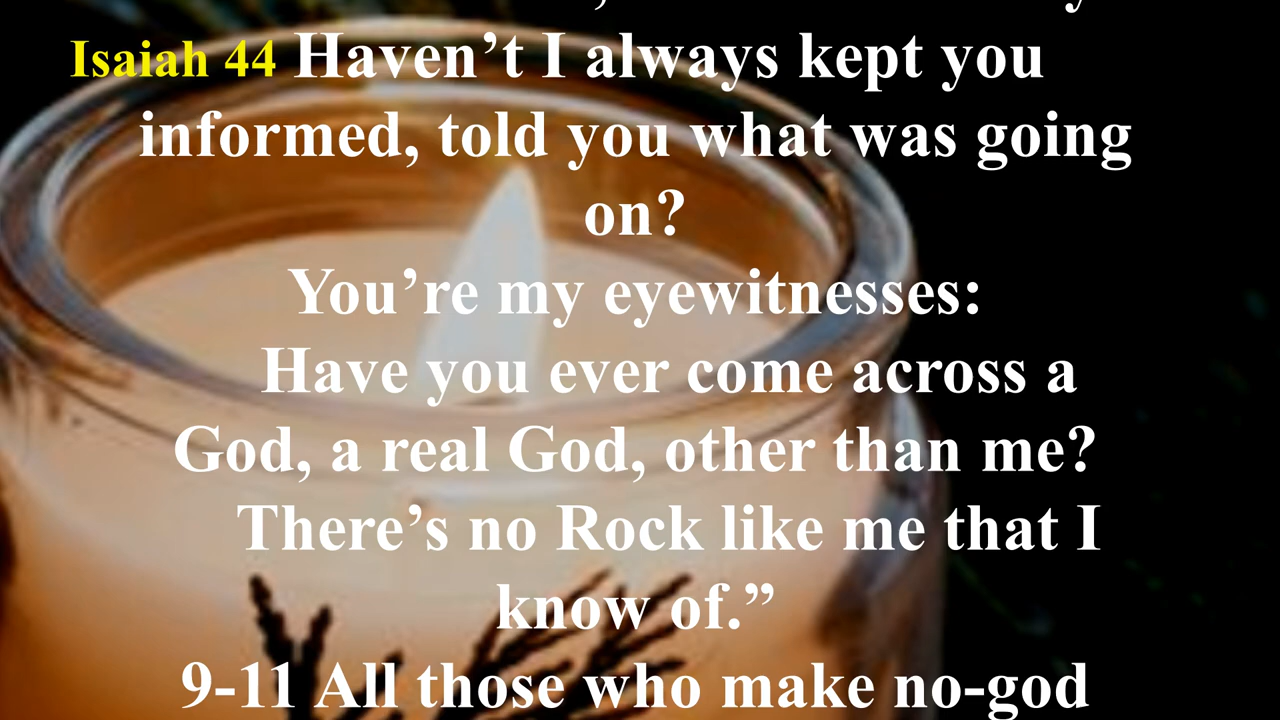 Isaiah 44 Haven’t I always kept you
informed, told you what was going
on?
You’re my eyewitnesses:
Have you ever come across a
God, a real God, other than me?
There’s no Rock like me that I
know of.”
9-11 All those who make no-god